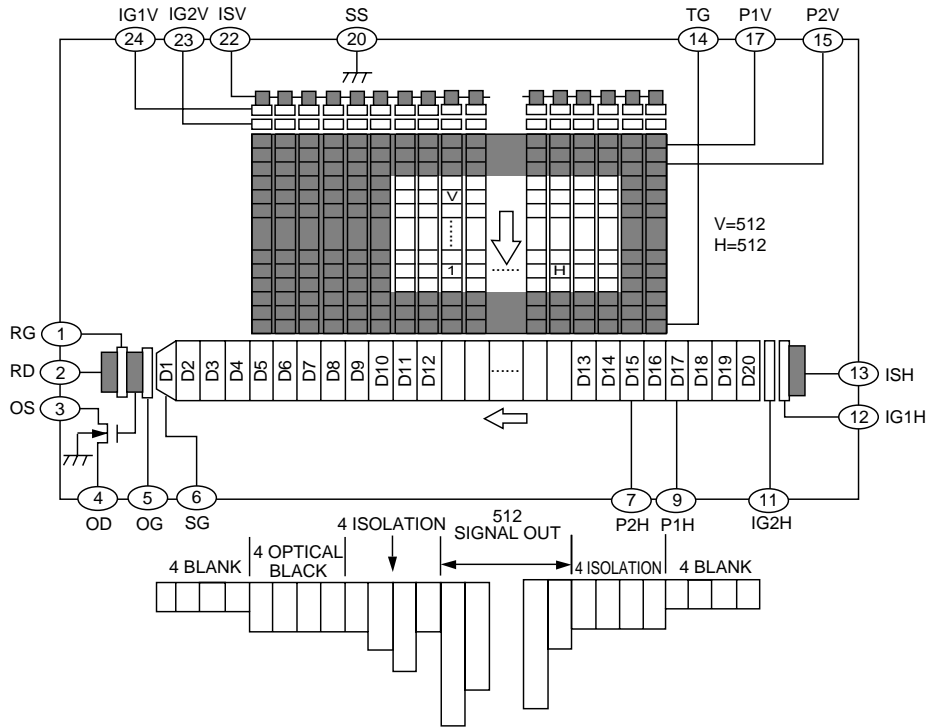 IG1V IG2V ISV SS TG P1V P2V
24 23 22 20 14 17 15
V
1 ...... H
V=512
H=512
RG 1
RD 2
OS 3
D1 D2 D3 D4 D5 D6 D7 D8 D9 D10 D11 D12 ...... D13 D14 D15 D16 D17 D18 D19 D20
13 ISH
12 IG1H
4 5 6 7 9 11
OD OG SG P2H P1H IG2H
4 BLANK
4 OPTICAL
BLACK
4 ISOLATION
512
SIGNAL OUT
4 ISOLATION
4 BLANK